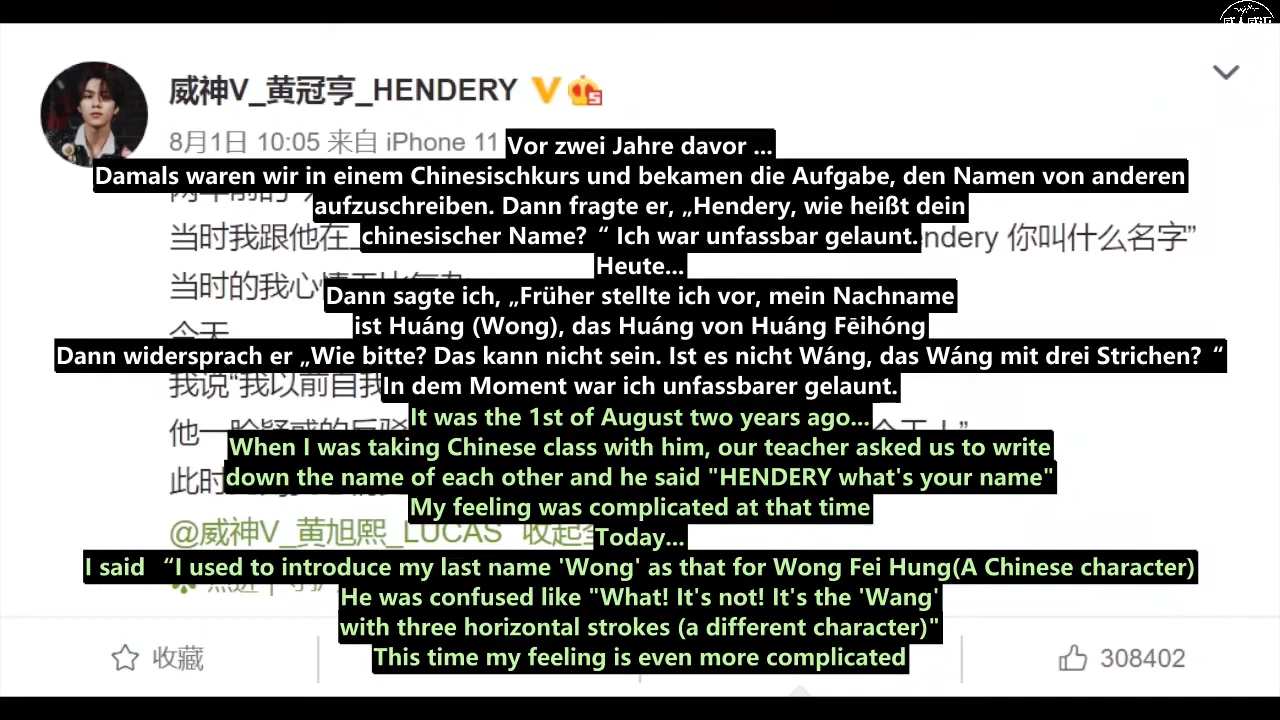 威神V_黄冠亨_HENDERY
8月1日 10:05 来自 iPhone 11
Vor zwei Jahre davor ...
Damals waren wir in einem Chinesischkurs und bekamen die Aufgabe, den Namen von anderen
aufzuschreiben. Dann fragte er, „Hendery, wie heißt dein
当时我跟他在
chinesischer Name? “ Ich war unfassbar gelaunt.
ndery 你叫什么名字”
Heute...
当时的我心
Dann sagte ich, „Früher stellte ich vor, mein Nachname
今天
ist Huáng (Wong), das Huáng von Huáng Fēihóng
Dann widersprach er „Wie bitte? Das kann nicht sein. Ist es nicht Wáng, das Wáng mit drei Strichen? “
我说“我以前自我
In dem Moment war ich unfassbarer gelaunt.
It was the 1st of August two years ago...
When I was taking Chinese class with him, our teacher asked us to write
down the name of each other and he said "HENDERY what's your name"
此时
My feeling was complicated at that time
@威神V_黄旭熙_LUCAS 收起
Today...
I said “I used to introduce my last name 'Wong' as that for Wong Fei Hung(A Chinese character)
He was confused like "What! It's not! It's the 'Wang'
with three horizontal strokes (a different character)"
This time my feeling is even more complicated
收藏
308402